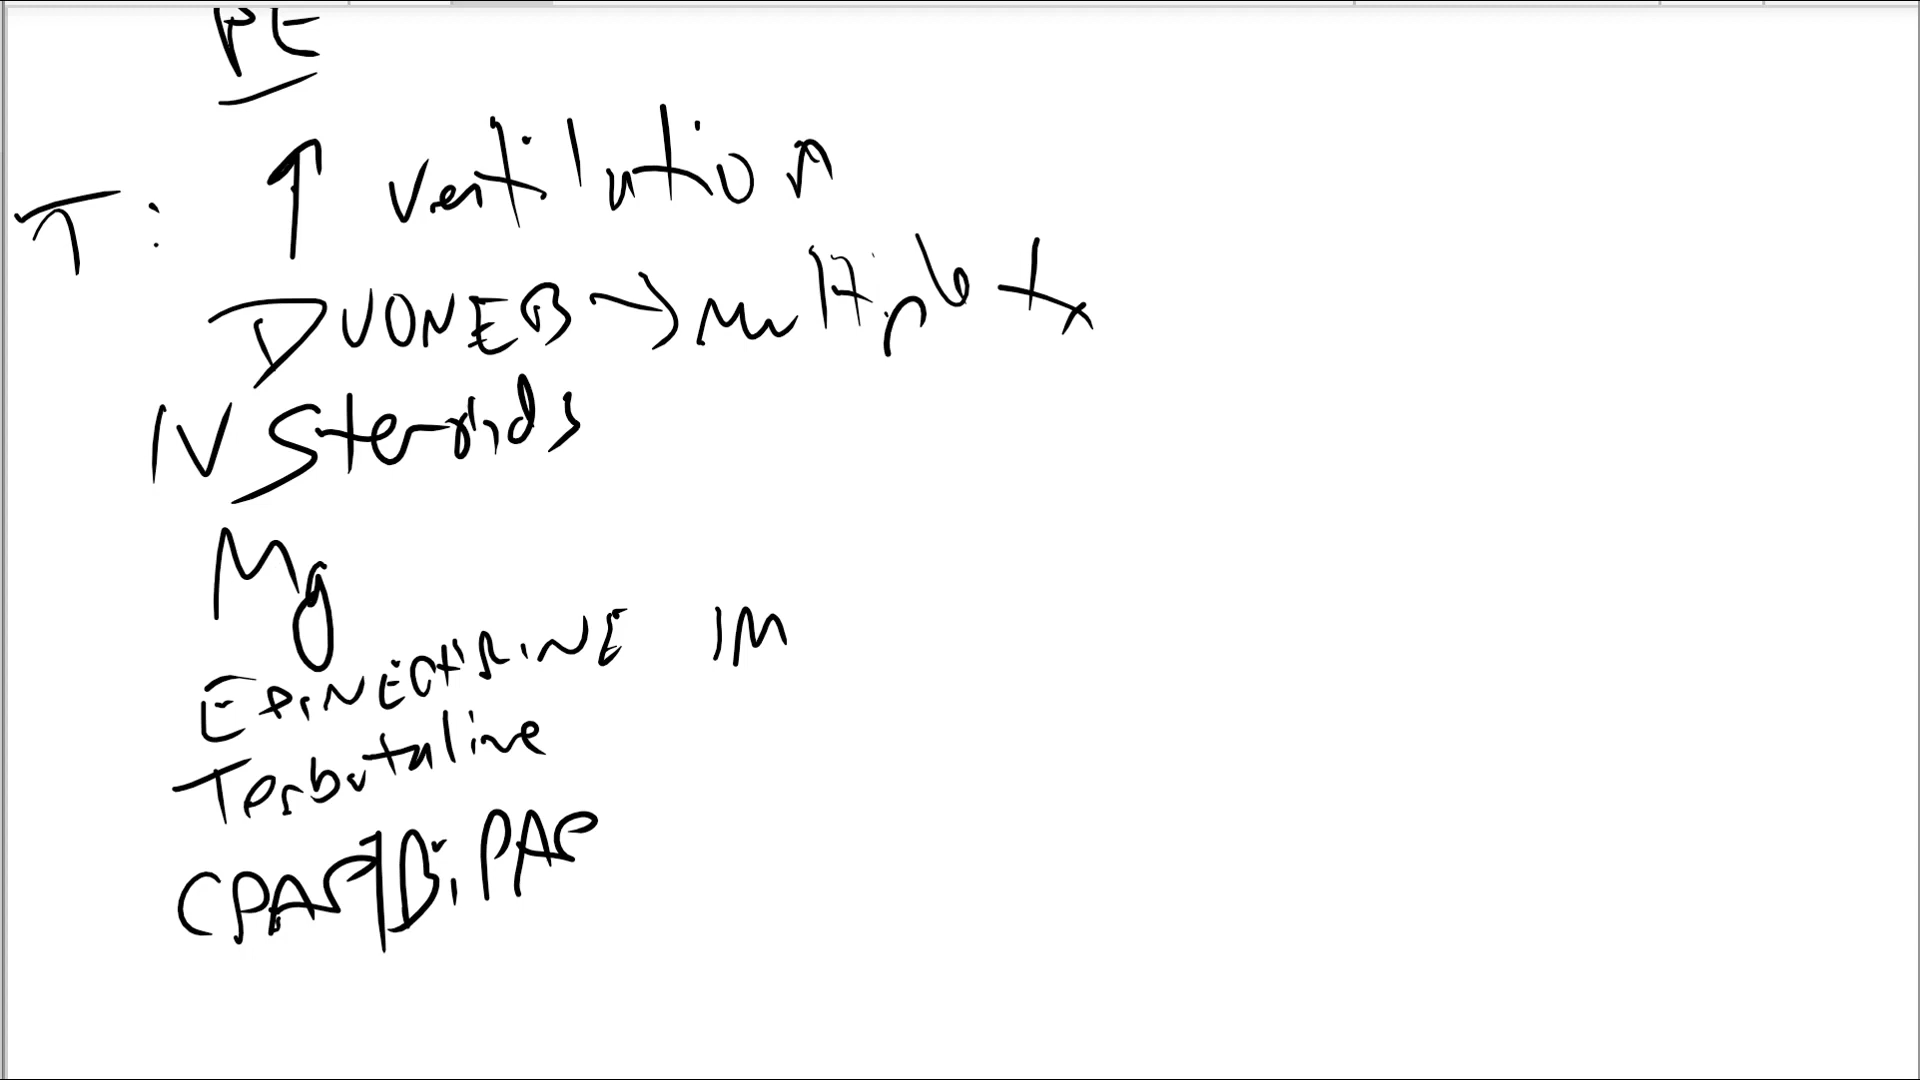 PE
T: ↑ ventilation
DUONEB → multiple tx
IV Steroids
Mg
EPINEPHRINE IM
Terbutaline
CPAP/BiPAP